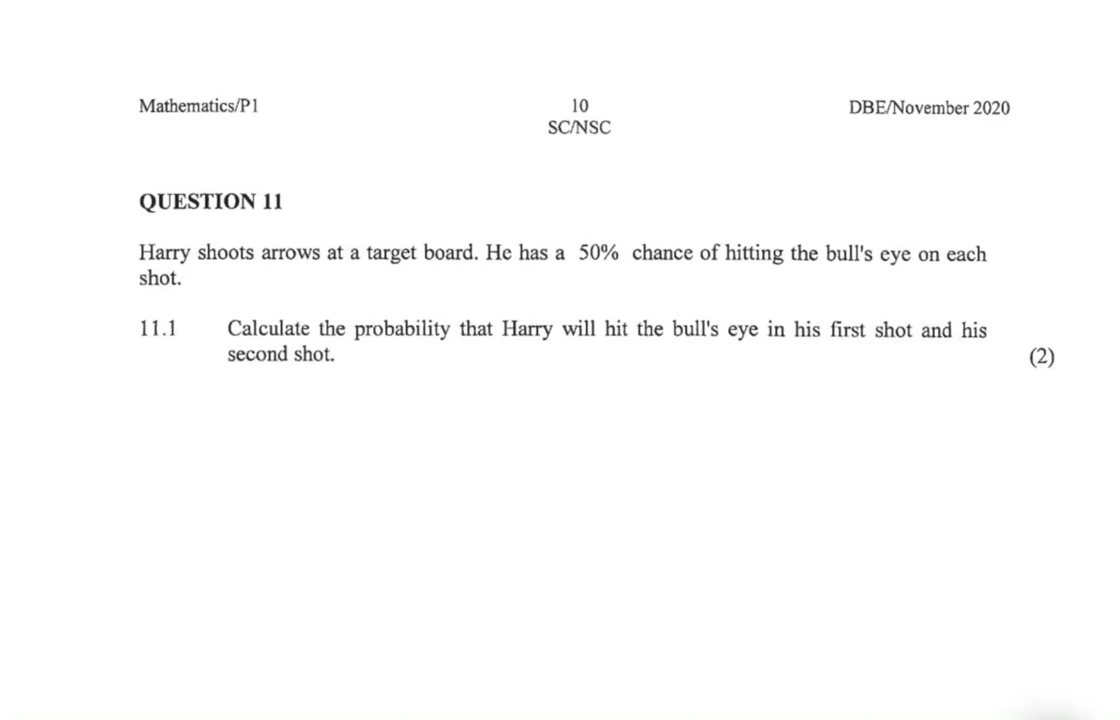 Mathematics/P1 10 DBE/November 2020
SC/NSC
QUESTION 11
Harry shoots arrows at a target board. He has a 50% chance of hitting the bull's eye on each
shot.
11.1 Calculate the probability that Harry will hit the bull's eye in his first shot and his
second shot. (2)